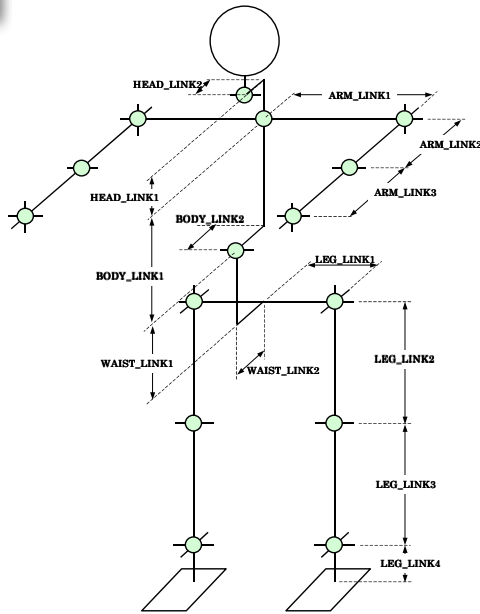 HEAD_LINK2
ARM_LINK1
ARM_LINK2
ARM_LINK3
HEAD_LINK1
BODY_LINK2
BODY_LINK1
LEG_LINK1
WAIST_LINK1
WAIST_LINK2
LEG_LINK2
LEG_LINK3
LEG_LINK4